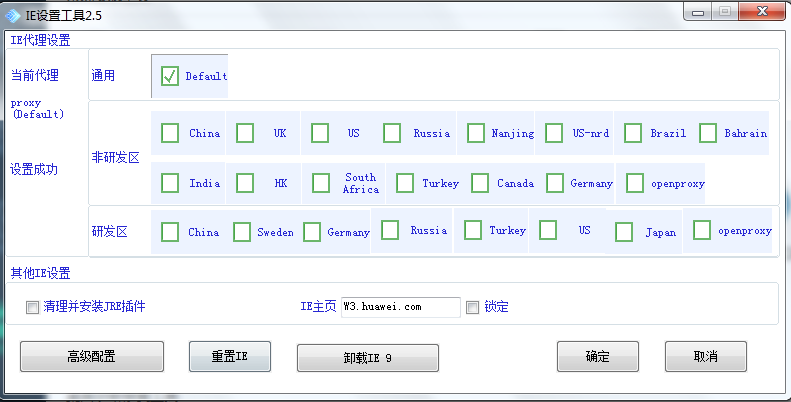 IE设置工具2.5
IE代理设置
当前代理
proxy
(Default)
设置成功
通用
Default
非研发区
China UK US Russia Nanjing US-nrd Brazil Bahrain
India HK South Africa Turkey Canada Germany openproxy
研发区
China Sweden Germany Russia Turkey US Japan openproxy
其他IE设置
清理并安装JRE插件 IE主页 W3.huawei.com 锁定
高级配置 重置IE 卸载IE 9 确定 取消